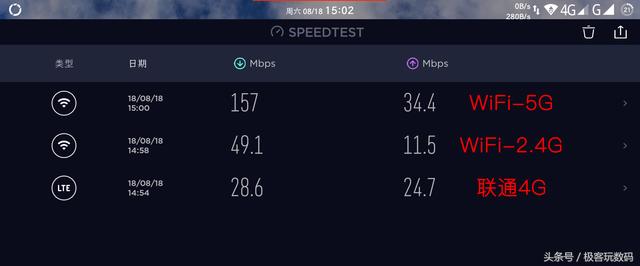 周六 08/18 15:02
0B/s
280B/s
4G
G
21
SPEEDTEST
类型 日期 Mbps Mbps
18/08/18
15:00
157 34.4 WiFi-5G
18/08/18
14:58
49.1 11.5 WiFi-2.4G
LTE
18/08/18
14:54
28.6 24.7 联通4G
头条号 / 极客玩数码